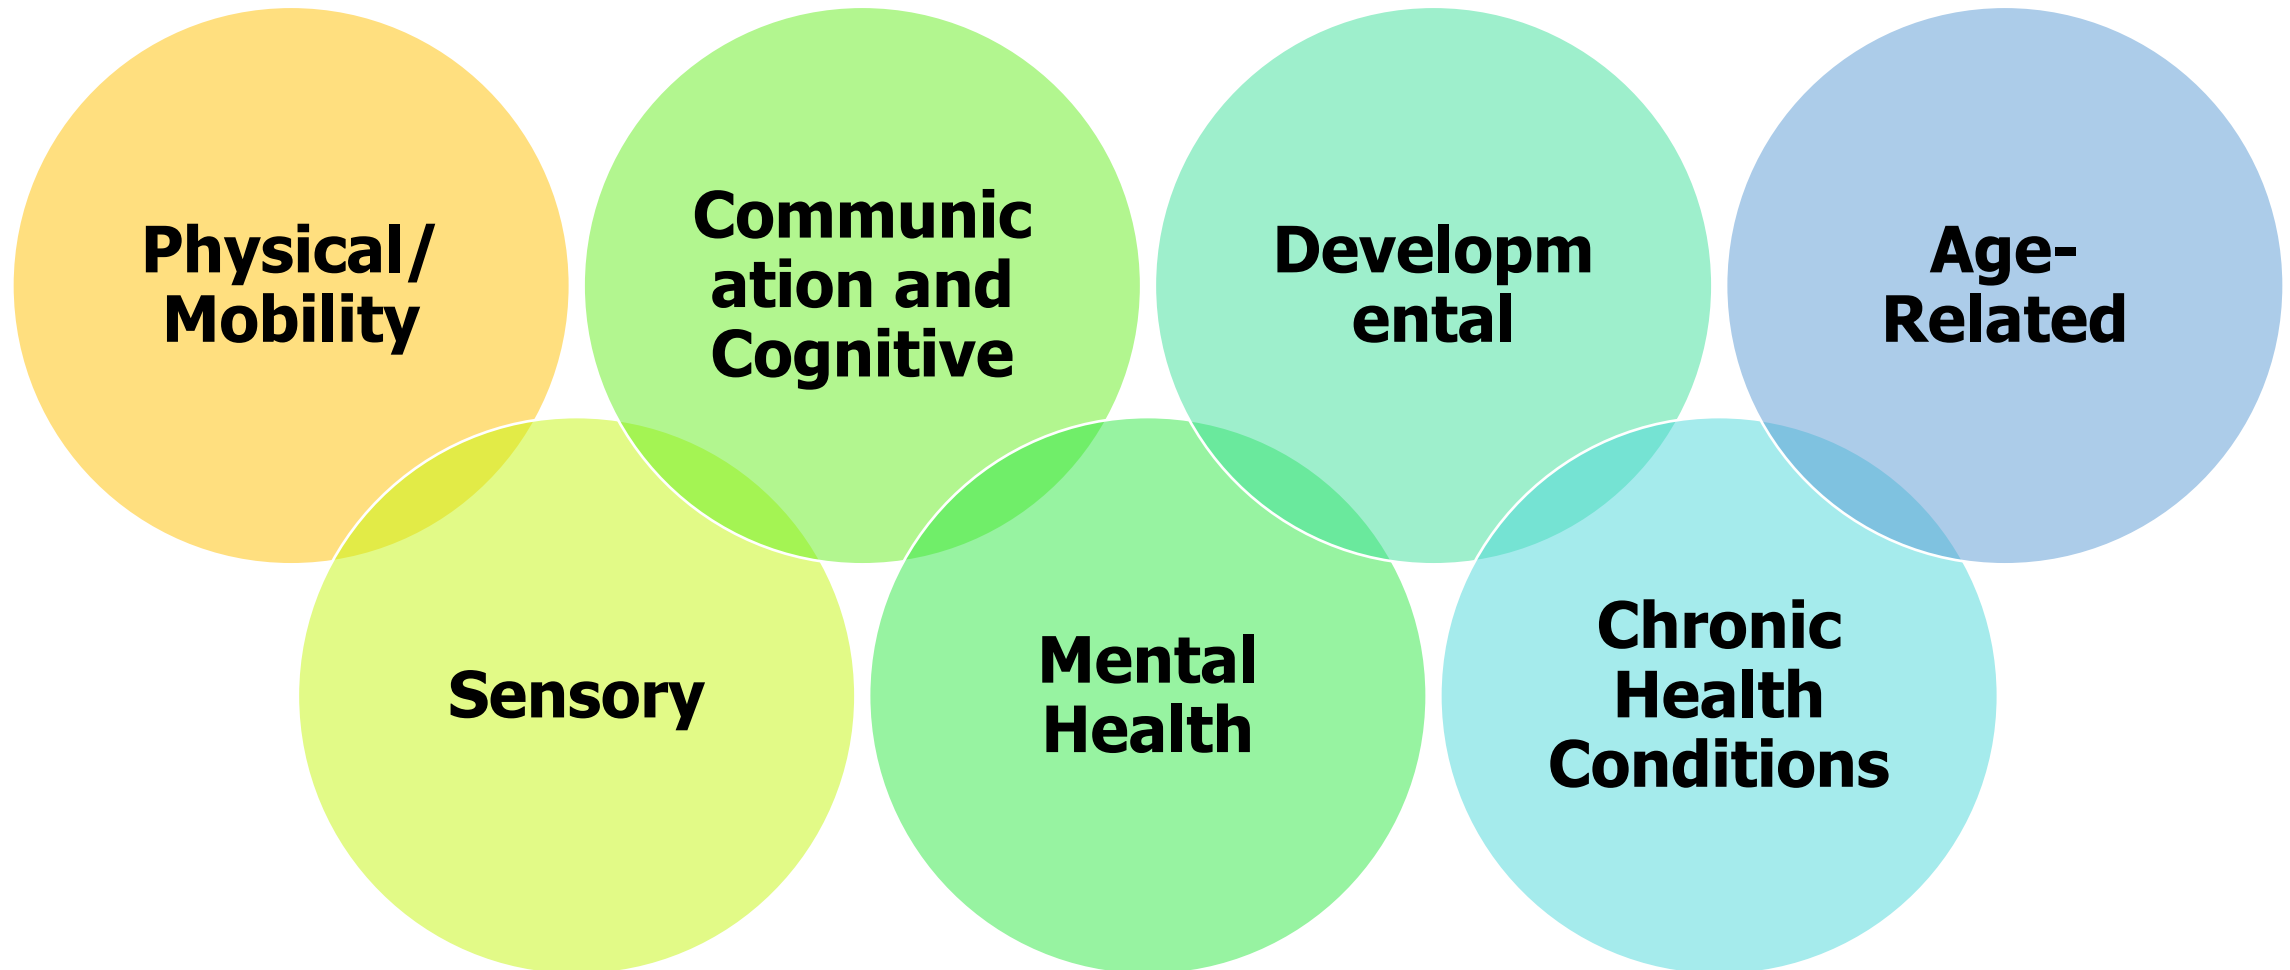 Physical/
Mobility
Communic
ation and
Cognitive
Developm
ental
Age-
Related
Sensory
Mental
Health
Chronic
Health
Conditions